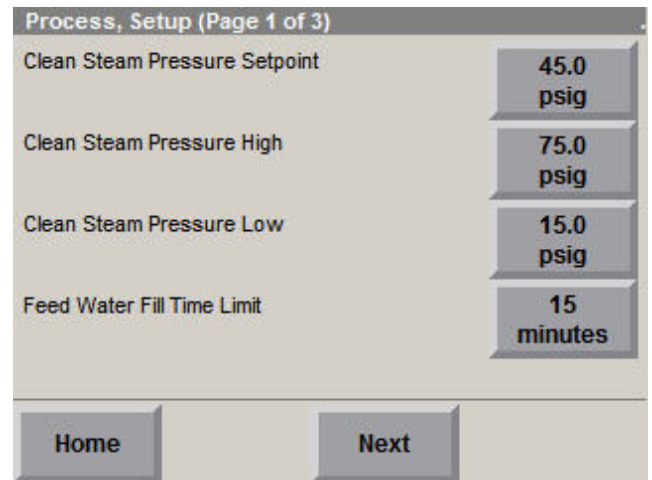 Process, Setup (Page 1 of 3)
Clean Steam Pressure Setpoint
45.0
psig
Clean Steam Pressure High
75.0
psig
Clean Steam Pressure Low
15.0
psig
Feed Water Fill Time Limit
15
minutes
Home
Next